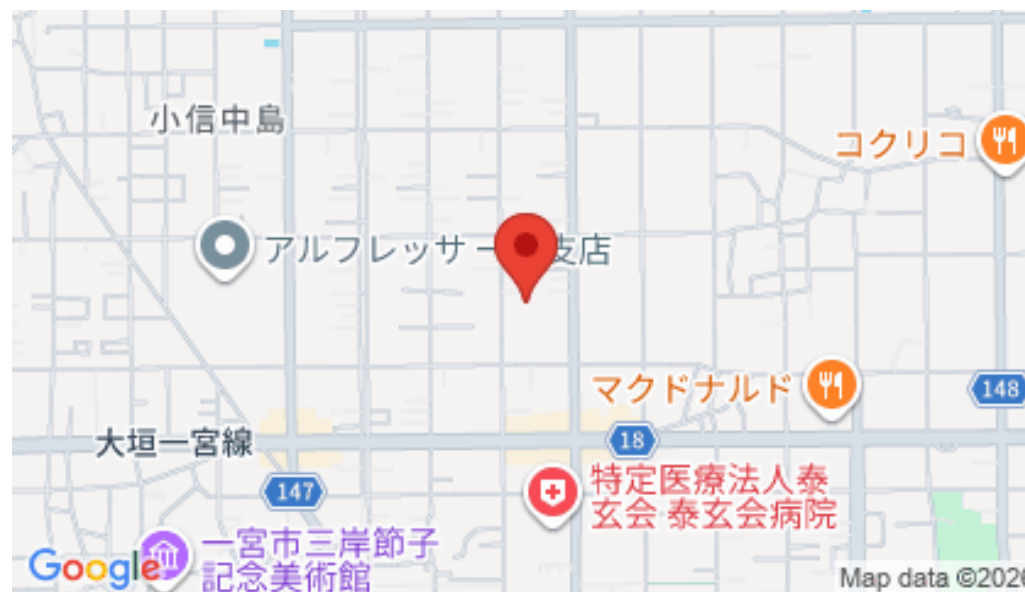 小信中島
コクリコ
アルフレッサ 一 支店
マクドナルド
148
大垣一宮線
18
147
特定医療法人泰
玄会 泰玄会病院
一宮市三岸節子
記念美術館
Google
Map data ©2026